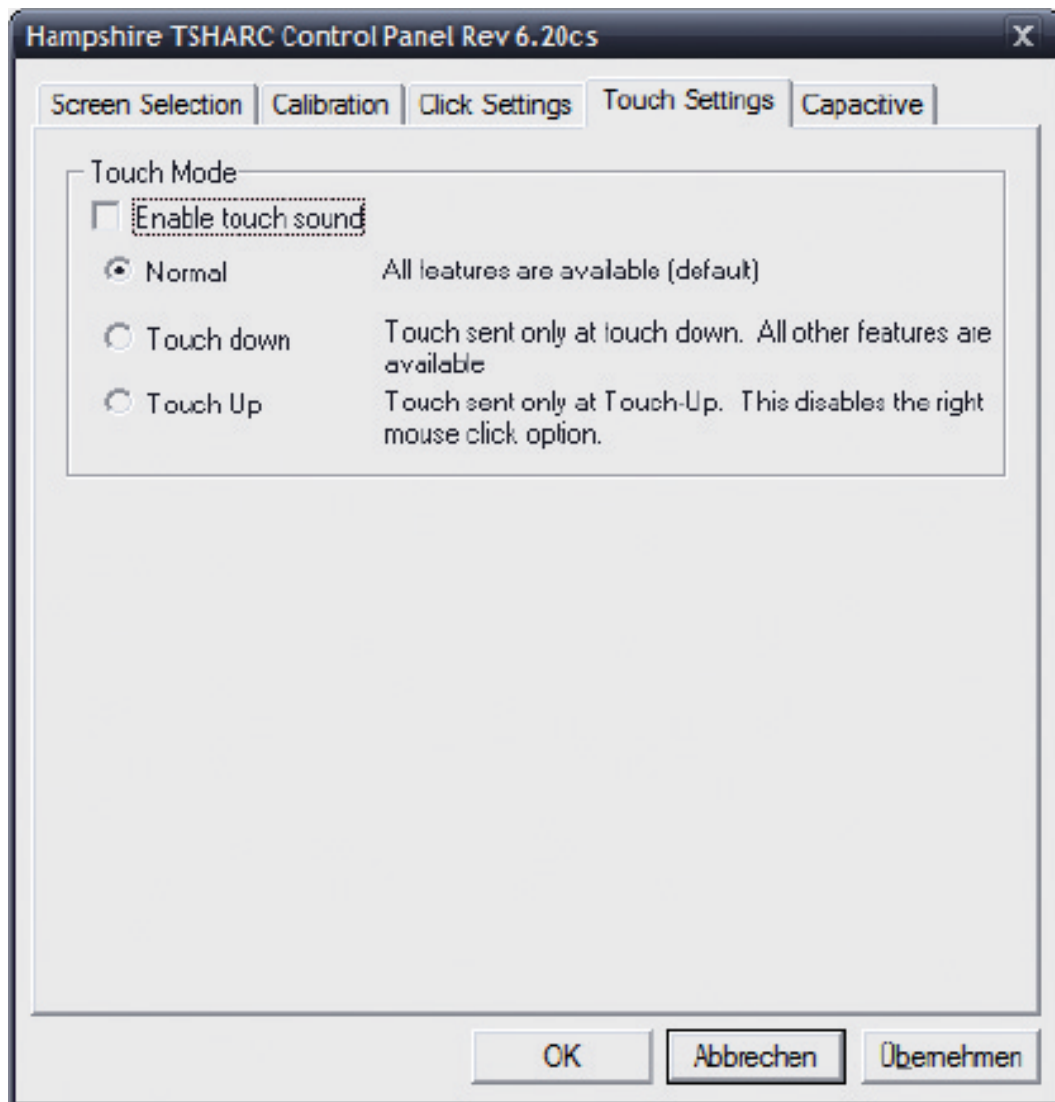 Hampshire TSHARC Control Panel Rev 6.20cs
Screen Selection Calibration Click Settings Touch Settings Capacitive
Touch Mode
Enable touch sound
Normal All features are available (default)
Touch down Touch sent only at touch down. All other features are
available
Touch Up Touch sent only at Touch-Up. This disables the right
mouse click option.
OK Abbrechen Übernehmen